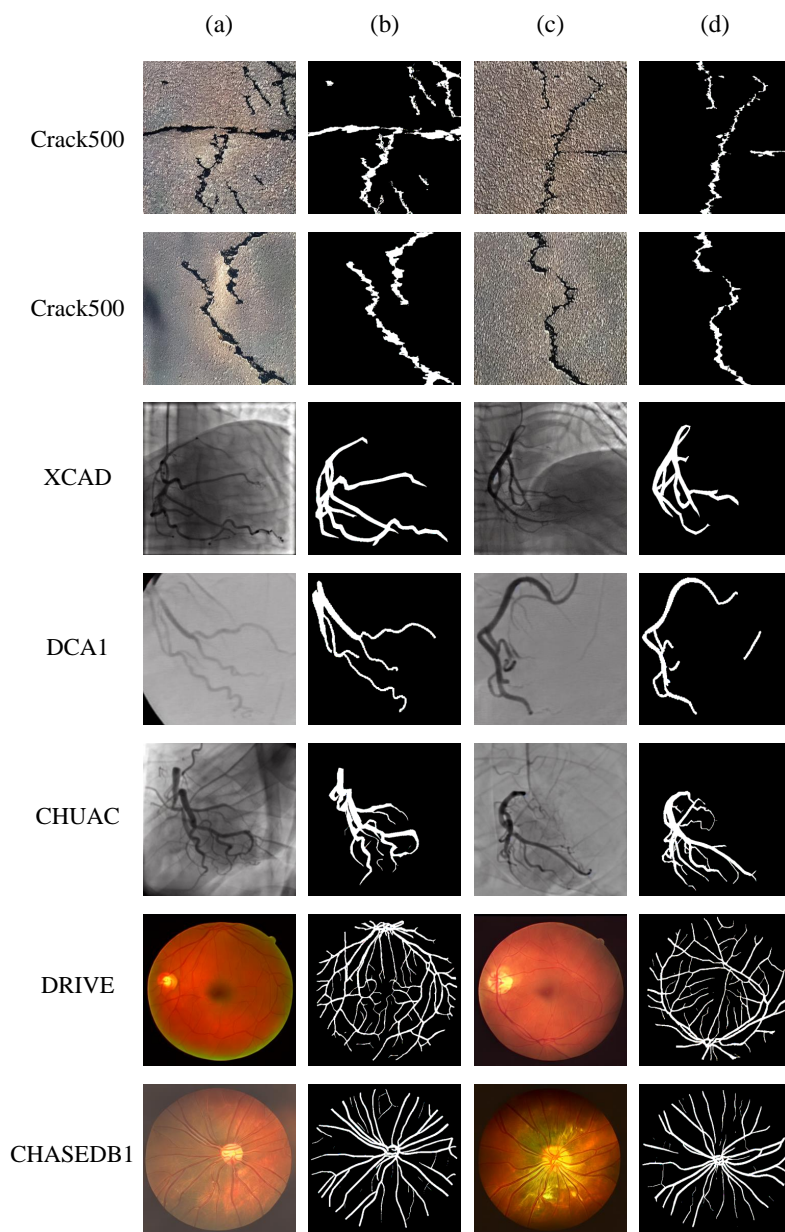 (a) (b) (c) (d)
Crack500
Crack500
XCAD
DCA1
CHUAC
DRIVE
CHASEDB1